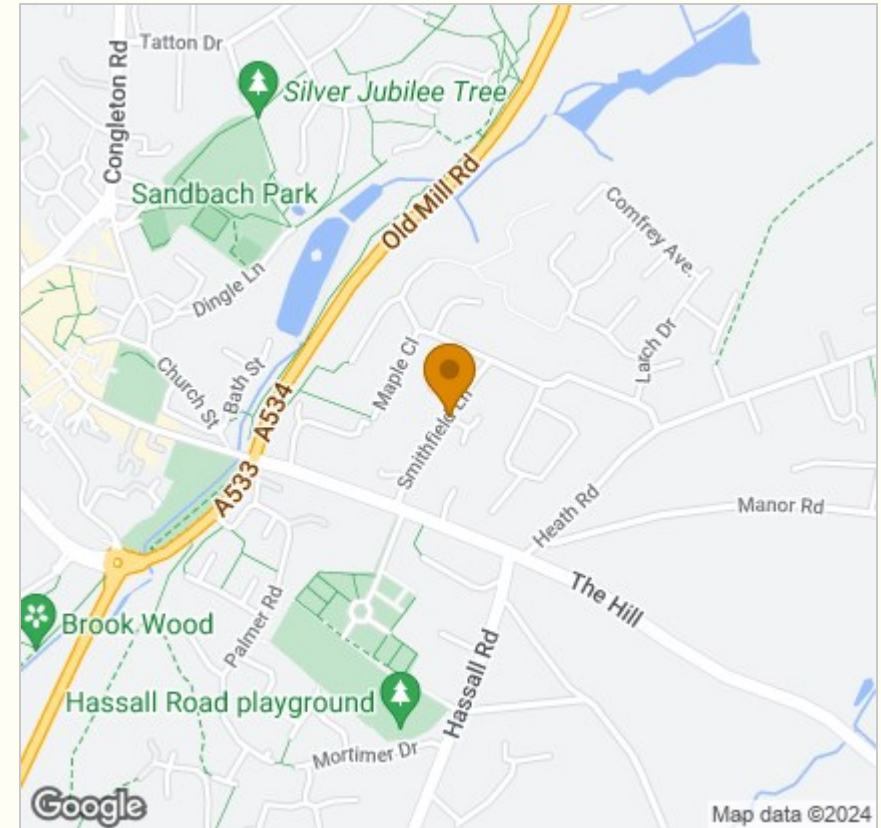 Tatton Dr
Congleton Rd
Silver Jubilee Tree
Old Mill Rd
Sandbach Park
Comfrey Ave.
Dingle Ln
Maple Cl
Latch Dr
Church St
Bath St
A533 A534
Smithfield Ln
Heath Rd
Manor Rd
The Hill
Palmer Rd
Brook Wood
Hassall Rd
Hassall Road playground
Mortimer Dr
Google
Map data ©2024